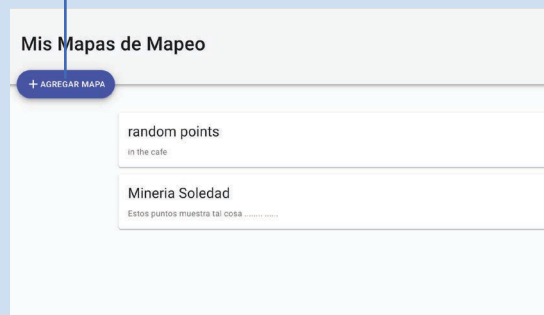 Mis Mapas de Mapeo
+ AGREGAR MAPA
random points
in the cafe
Mineria Soledad
Estos puntos muestra tal cosa ..............